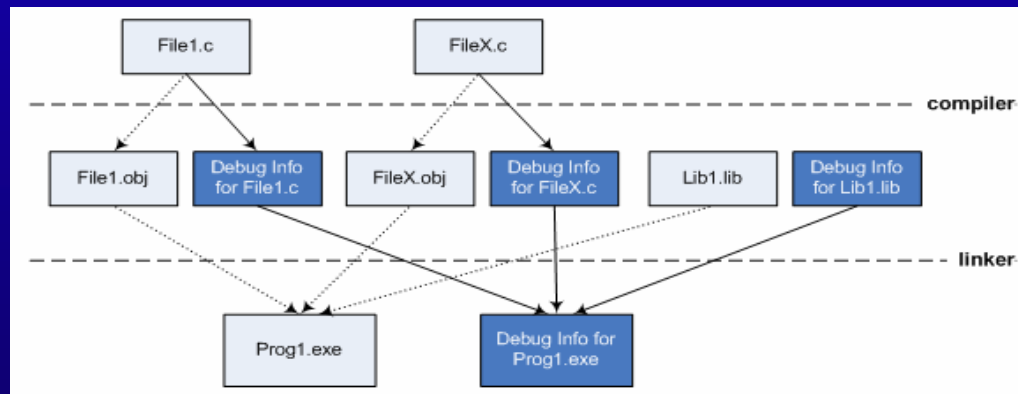 File1.c
FileX.c
compiler
File1.obj
Debug Info
for File1.c
FileX.obj
Debug Info
for FileX.c
Lib1.lib
Debug Info
for Lib1.lib
linker
Prog1.exe
Debug Info for
Prog1.exe